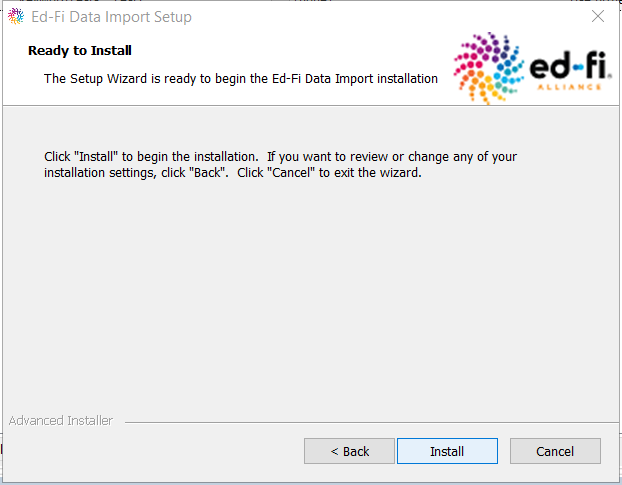 Ed-Fi Data Import Setup
Ready to Install
The Setup Wizard is ready to begin the Ed-Fi Data Import installation
ed-fi®
ALLIANCE
Click "Install" to begin the installation.  If you want to review or change any of your
installation settings, click "Back".  Click "Cancel" to exit the wizard.
Advanced Installer
< Back
Install
Cancel